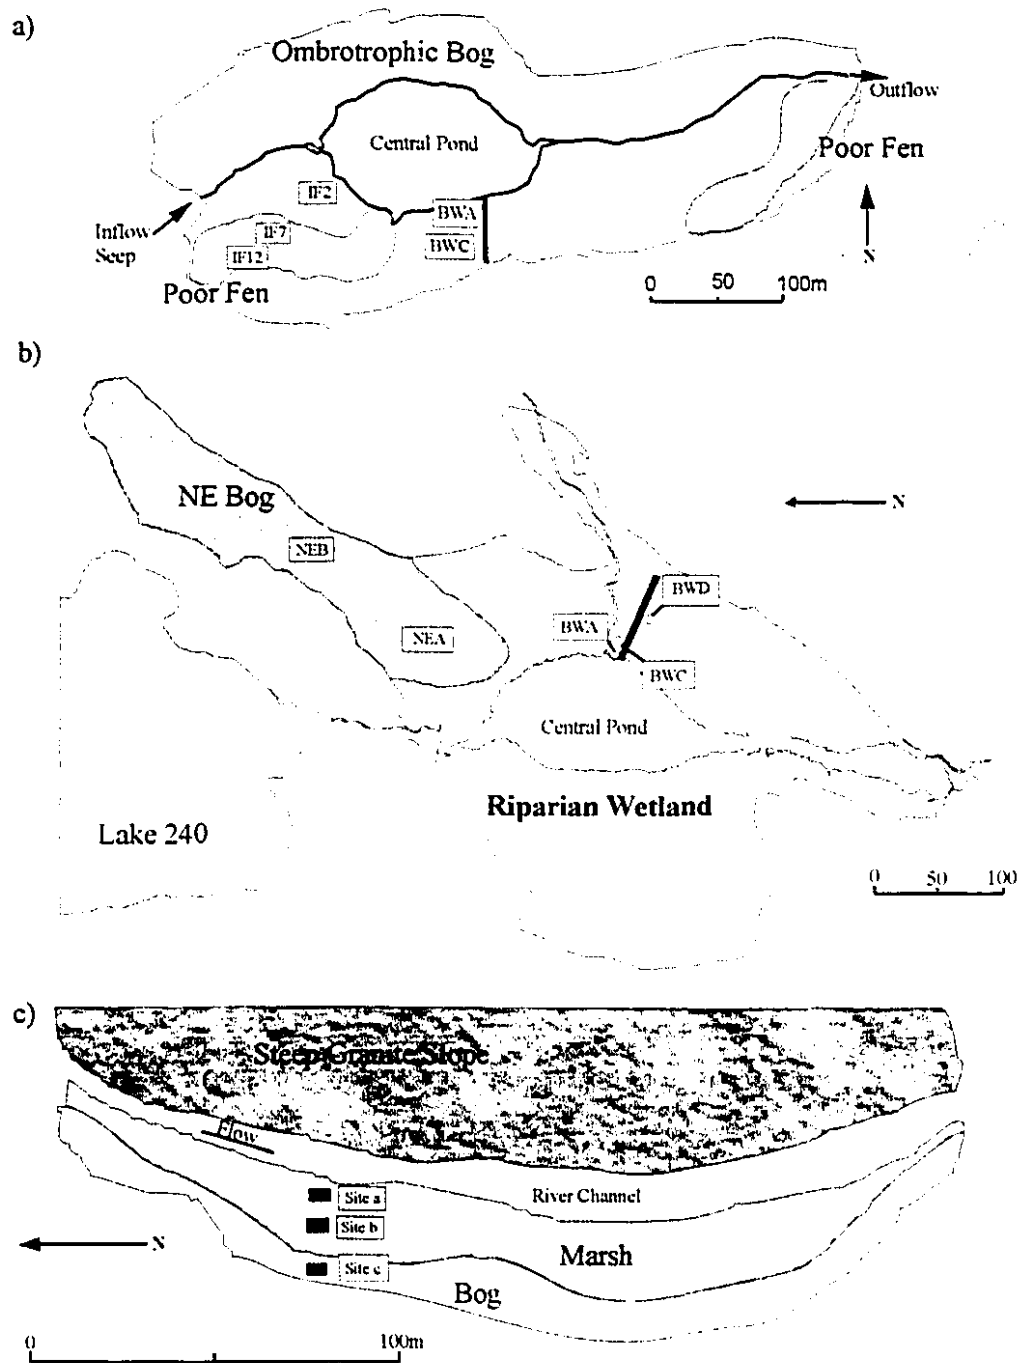 a)
Ombrotrophic Bog
Outflow
Central Pond
Poor Fen
IF2
BWA
Inflow
Seep
IF7
BWC
IF12
N
Poor Fen
0 50 100m
b)
NE Bog
N
NEB
BWD
BWA
NEA
BWC
Central Pond
Riparian Wetland
Lake 240
0 50 100
c)
Steep Granite Slope
Flow
Site a
River Channel
Site b
N
Marsh
Site c
Bog
0 100m